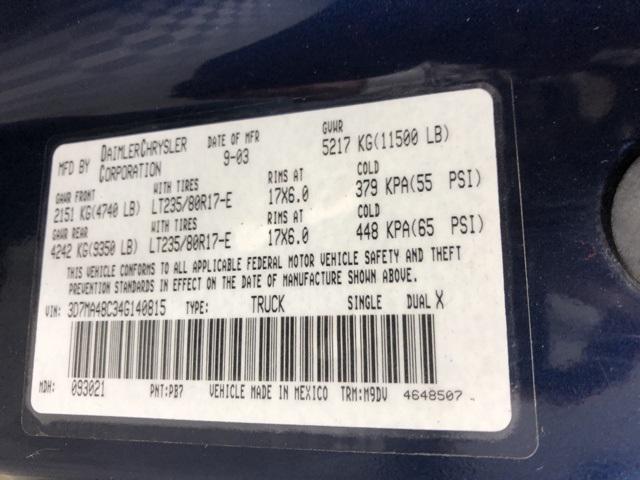 MFD BY DAIMLERCHRYSLER CORPORATION DATE OF MFR 9-03 GVWR 5217 KG(11500 LB)
GAWR FRONT WITH TIRES RIMS AT COLD
2151 KG(4740 LB) LT235/80R17-E 17X6.0 379 KPA(55 PSI)
GAWR REAR WITH TIRES RIMS AT COLD
4242 KG(9350 LB) LT235/80R17-E 17X6.0 448 KPA(65 PSI)
THIS VEHICLE CONFORMS TO ALL APPLICABLE FEDERAL MOTOR VEHICLE SAFETY AND THEFT
PREVENTION STANDARDS IN EFFECT ON THE DATE OF MANUFACTURE SHOWN ABOVE.
VIN: 3D7MA48C34G140815 TYPE: TRUCK SINGLE DUAL X
MDH: 093021 PNT:PB7 VEHICLE MADE IN MEXICO TRM:M9DV 4648507